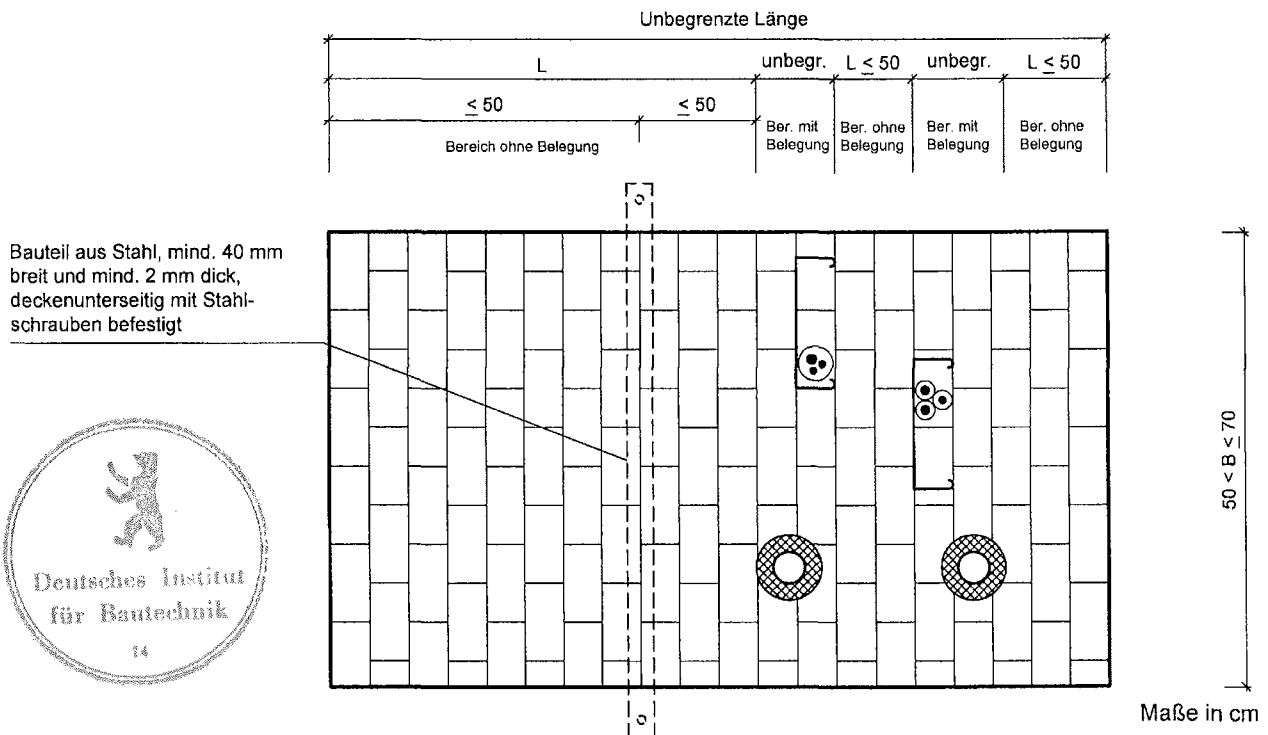 Unbegrenzte Länge
L
unbegr.
L ≤ 50
unbegr.
L ≤ 50
≤ 50
≤ 50
Bereich ohne Belegung
Ber. mit
Belegung
Ber. ohne
Belegung
Ber. mit
Belegung
Ber. ohne
Belegung
Bauteil aus Stahl, mind. 40 mm
breit und mind. 2 mm dick,
deckenunterseitig mit Stahl-
schrauben befestigt
50 < B ≤ 70
Deutsches Institut
für Bautechnik
14
Maße in cm